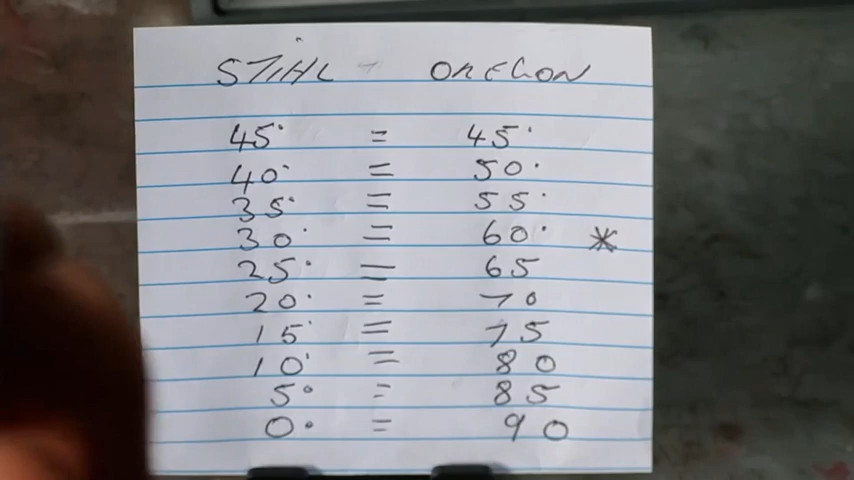 STIHL - OREGON
45° = 45°
40° = 50°
35° = 55°
30° = 60° *
25° = 65
20° = 70
15° = 75
10° = 80
5° = 85
0° = 90